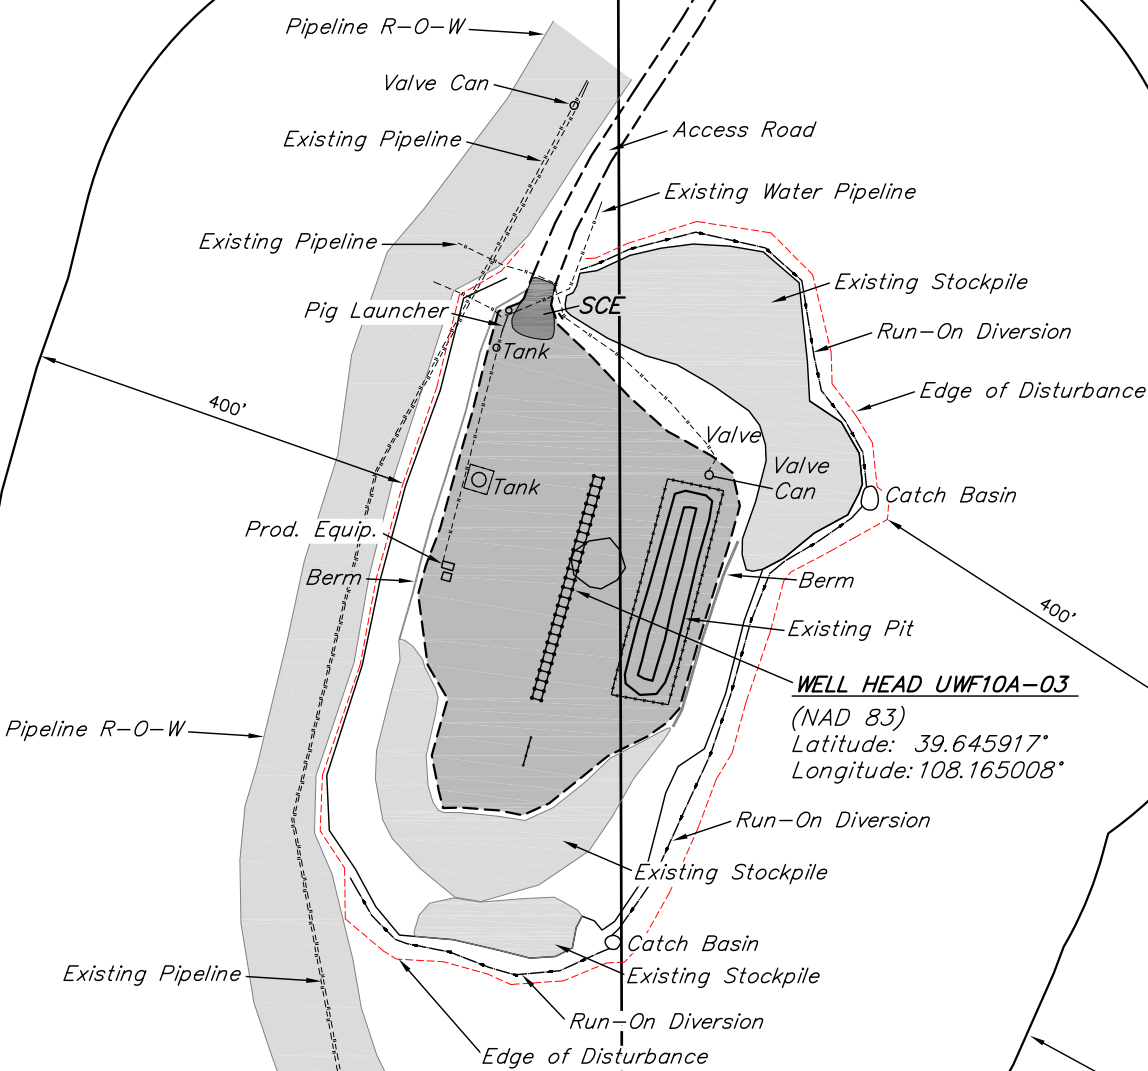 Pipeline R-O-W
Valve Can
Existing Pipeline
Access Road
Existing Water Pipeline
Existing Pipeline
Existing Stockpile
Pig Launcher
SCE
Run-On Diversion
Tank
Edge of Disturbance
400'
Valve
Valve
Can
Tank
Catch Basin
Prod. Equip.
Berm
Berm
400'
Existing Pit
WELL HEAD UWF10A-03
(NAD 83)
Latitude: 39.645917°
Longitude: 108.165008°
Pipeline R-O-W
Run-On Diversion
Existing Stockpile
Catch Basin
Existing Pipeline
Existing Stockpile
Run-On Diversion
Edge of Disturbance